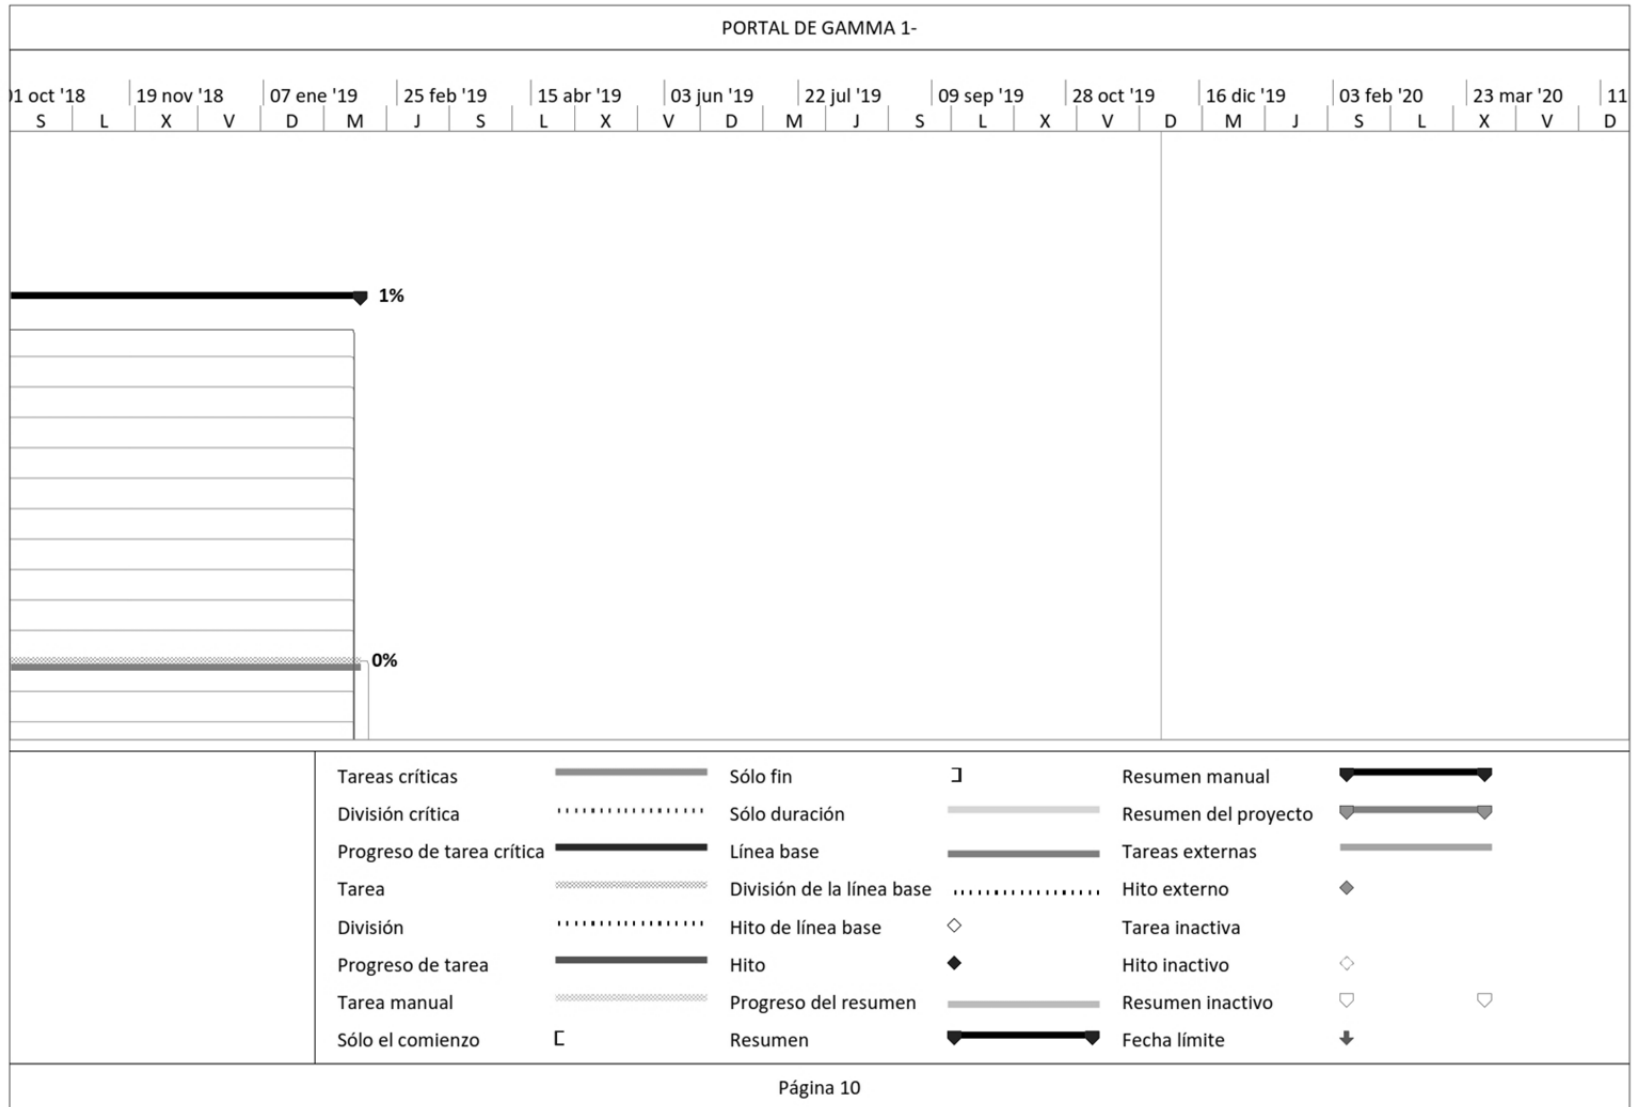 PORTAL DE GAMMA 1-
01 oct '18 19 nov '18 07 ene '19 25 feb '19 15 abr '19 03 jun '19 22 jul '19 09 sep '19 28 oct '19 16 dic '19 03 feb '20 23 mar '20 11
S L X V D M J S L X V D M J S L X V D M J S L X V D
1%
0%
Tareas críticas Sólo fin Resumen manual
División crítica Sólo duración Resumen del proyecto
Progreso de tarea crítica Línea base Tareas externas
Tarea División de la línea base Hito externo
División Hito de línea base Tarea inactiva
Progreso de tarea Hito Hito inactivo
Tarea manual Progreso del resumen Resumen inactivo
Sólo el comienzo Resumen Fecha límite
Página 10